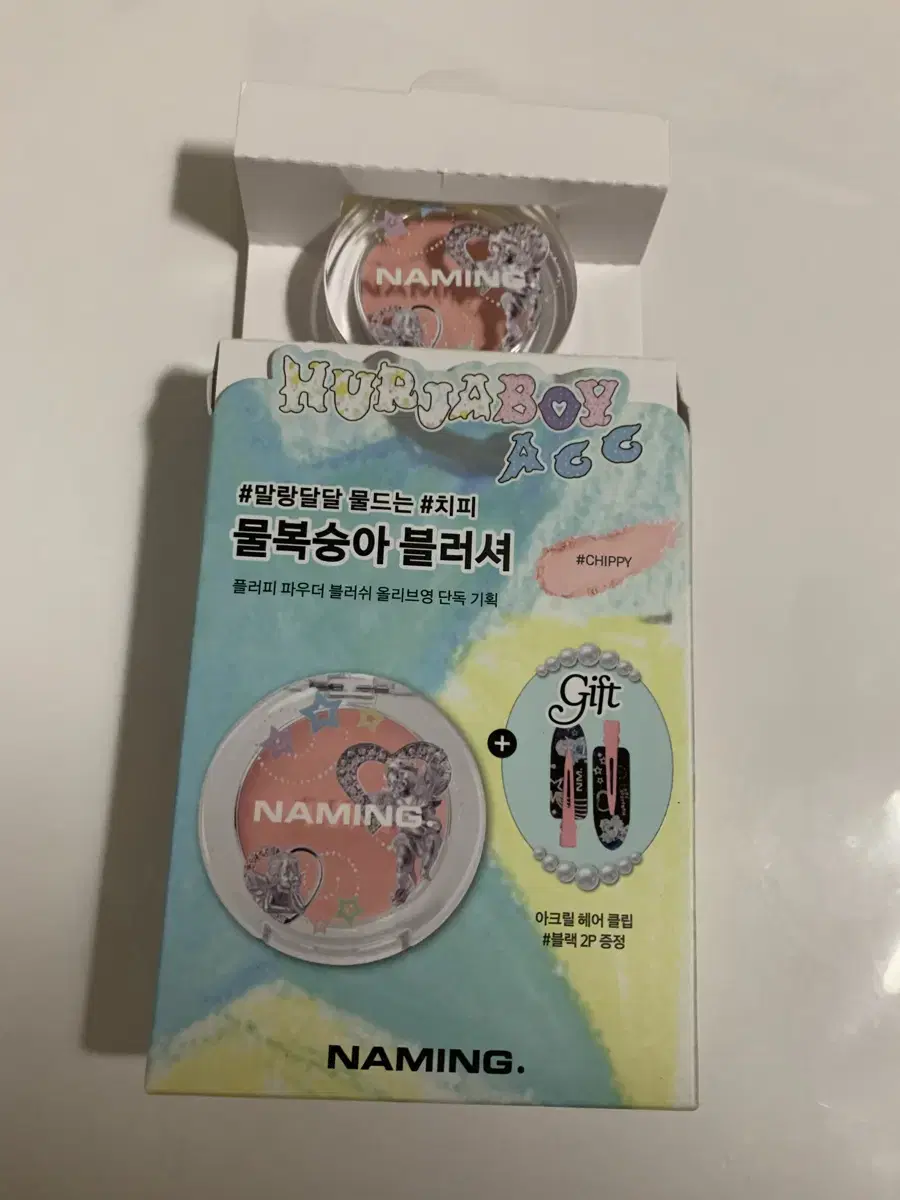 NAMING.
HURJABOY
ACC
#말랑달달 물드는 #치피
물복숭아 블러셔
플러피 파우더 블러쉬 올리브영 단독 기획
#CHIPPY
Gift
NM.
NAMING.
아크릴 헤어 클립
#블랙 2P 증정
NAMING.